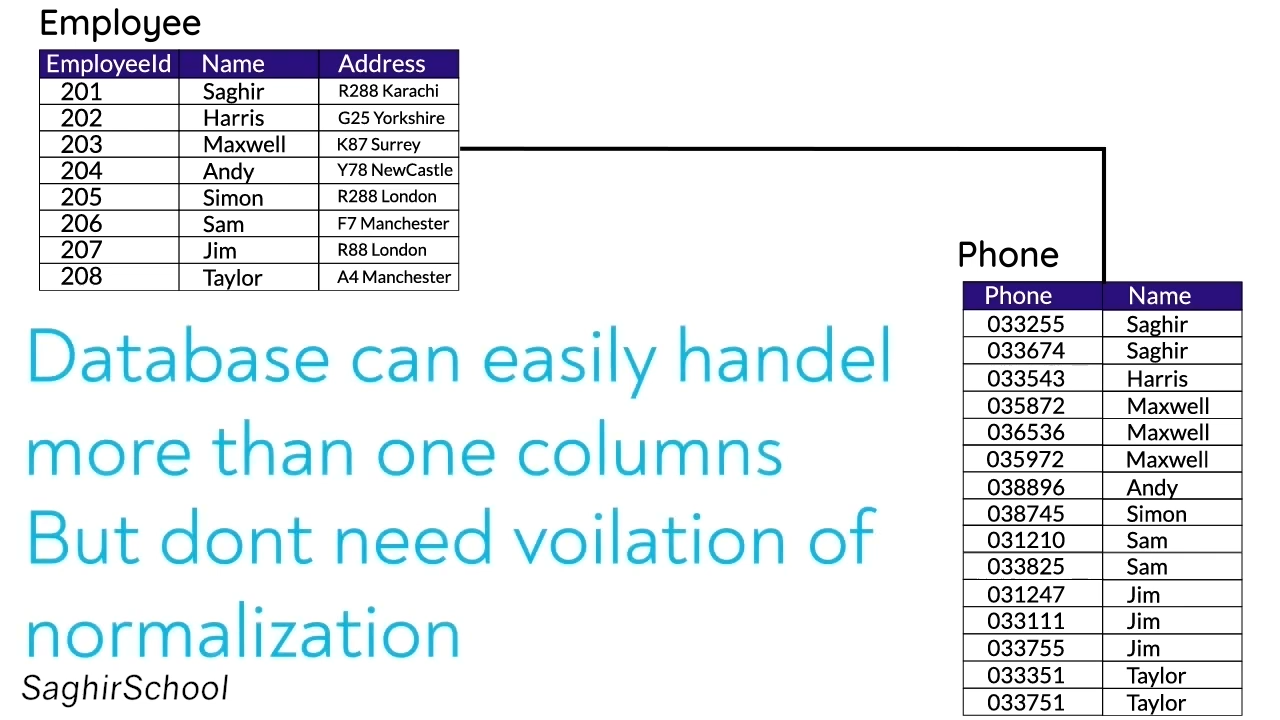 Employee
EmployeeId Name Address
201 Saghir R288 Karachi
202 Harris G25 Yorkshire
203 Maxwell K87 Surrey
204 Andy Y78 NewCastle
205 Simon R288 London
206 Sam F7 Manchester
207 Jim R88 London
208 Taylor A4 Manchester
Phone
Phone Name
033255 Saghir
033674 Saghir
033543 Harris
035872 Maxwell
036536 Maxwell
035972 Maxwell
038896 Andy
038745 Simon
031210 Sam
033825 Sam
031247 Jim
033111 Jim
033755 Jim
033351 Taylor
033751 Taylor
Database can easily handel
more than one columns
But dont need voilation of
normalization
SaghirSchool